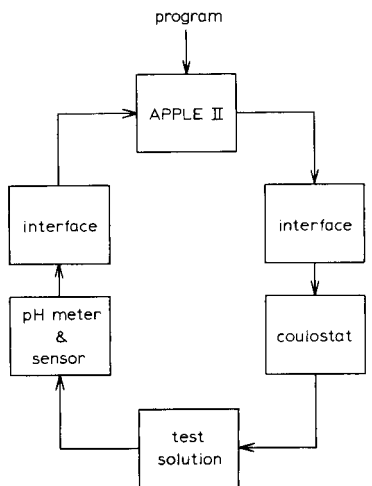 program
APPLE II
interface
interface
pH meter
&
sensor
coulostat
test
solution